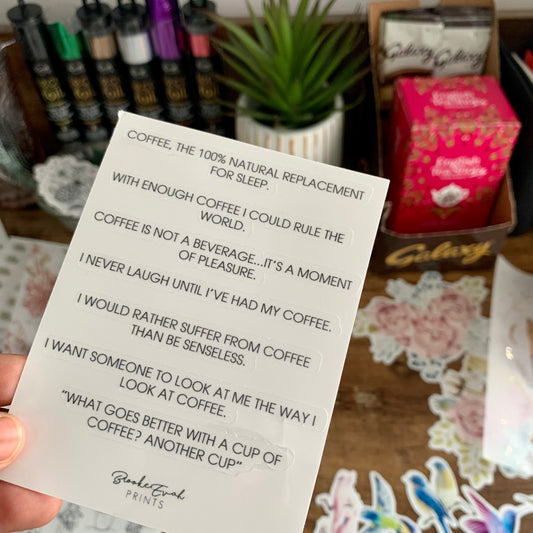 COFFEE, THE 100% NATURAL REPLACEMENT
FOR SLEEP.
WITH ENOUGH COFFEE I COULD RULE THE
WORLD.
COFFEE IS NOT A BEVERAGE...IT'S A MOMENT
OF PLEASURE.
I NEVER LAUGH UNTIL I'VE HAD MY COFFEE.
I WOULD RATHER SUFFER FROM COFFEE
THAN BE SENSELESS.
I WANT SOMEONE TO LOOK AT ME THE WAY I
LOOK AT COFFEE.
"WHAT GOES BETTER WITH A CUP OF
COFFEE? ANOTHER CUP"
BrookeEvah
PRINTS
Galaxy
Galaxy
English
Galaxy